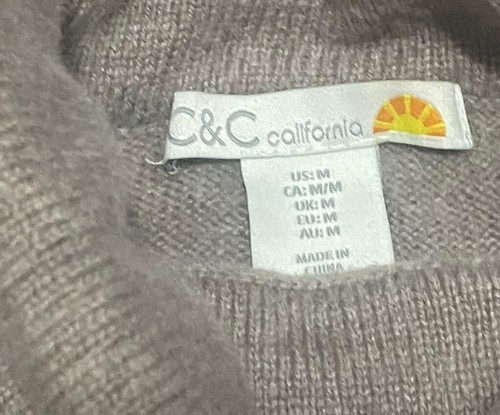 C&C california
US: M
CA: M/M
UK: M
EU: M
AU: M
MADE IN
CHINA